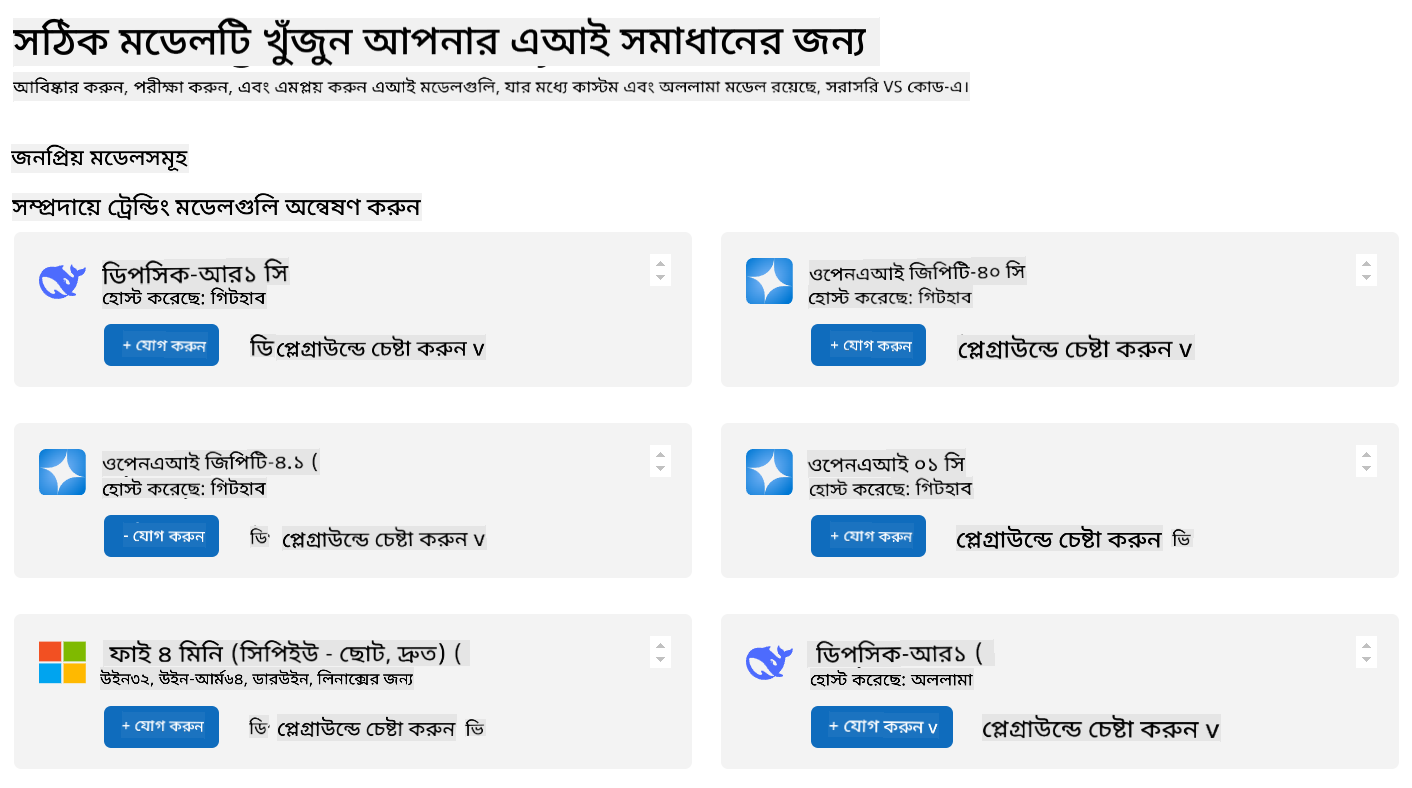 সঠিক মডেলটি খুঁজুন আপনার এআই সমাধানের জন্য
আবিষ্কার করুন, পরীক্ষা করুন, এবং এমপ্লয় করুন এআই মডেলগুলি, যার মধ্যে কাস্টম এবং অললামা মডেল রয়েছে, সরাসরি VS কোড-এ।
জনপ্রিয় মডেলসমূহ
সম্প্রদায়ে ট্রেন্ডিং মডেলগুলি অন্বেষণ করুন
ডিপসিক-আর১ সি
হোস্ট করেছে: গিটহাব
+ যোগ করুন
ডি প্লেগ্রাউন্ডে চেষ্টা করুন v
ওপেনএআই জিপিটি-৪০ সি
হোস্ট করেছে: গিটহাব
+ যোগ করুন
প্লেগ্রাউন্ডে চেষ্টা করুন v
ওপেনএআই জিপিটি-৪.১ (
হোস্ট করেছে: গিটহাব
- যোগ করুন
ডি প্লেগ্রাউন্ডে চেষ্টা করুন v
ওপেনএআই ০১ সি
হোস্ট করেছে: গিটহাব
+ যোগ করুন
প্লেগ্রাউন্ডে চেষ্টা করুন ভি
ফাই ৪ মিনি (সিপিইউ - ছোট, দ্রুত) (
উইন৩২, উইন-আর্ম৬৪, ডারউইন, লিনাক্সের জন্য
+ যোগ করুন
ডি প্লেগ্রাউন্ডে চেষ্টা করুন ভি
ডিপসিক-আর১ (
হোস্ট করেছে: অললামা
+ যোগ করুন v
প্লেগ্রাউন্ডে চেষ্টা করুন v